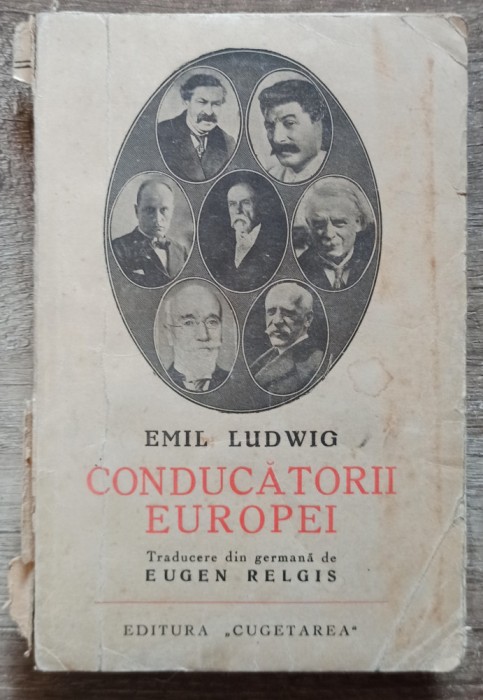 EMIL LUDWIG
CONDUCĂTORII
EUROPEI
Traducere din germană de
EUGEN RELGIS
EDITURA „CUGETAREA“